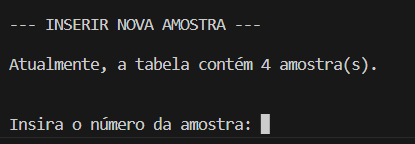 --- INSERIR NOVA AMOSTRA ---
Atualmente, a tabela contém 4 amostra(s).
Insira o número da amostra: